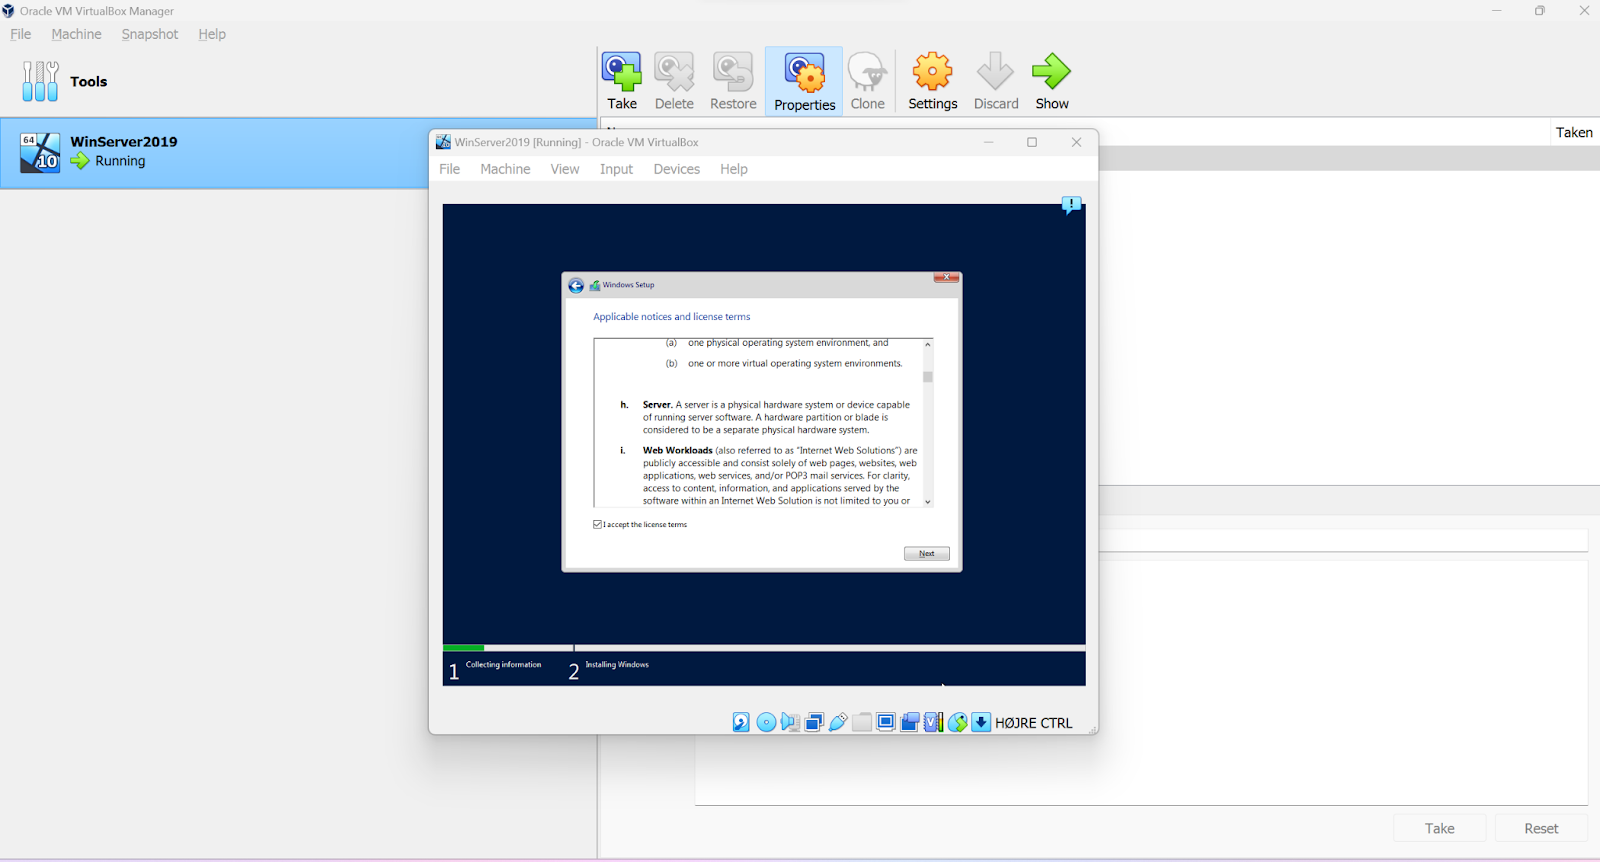 Oracle VM VirtualBox Manager
File Machine Snapshot Help
Tools
Take Delete Restore Properties Clone Settings Discard Show
Taken
64
10
WinServer2019
Running
WinServer2019 [Running] - Oracle VM VirtualBox
File Machine View Input Devices Help
Windows Setup
Applicable notices and license terms
(a) one physical operating system environment, and
(b) one or more virtual operating system environments.
h. Server. A server is a physical hardware system or device capable
of running server software. A hardware partition or blade is
considered to be a separate physical hardware system.
i. Web Workloads (also referred to as "Internet Web Solutions") are
publicly accessible and consist solely of web pages, websites, web
applications, web services, and/or POP3 mail services. For clarity,
access to content, information, and applications served by the
software within an Internet Web Solution is not limited to you or
I accept the license terms
Next
1 Collecting information 2 Installing Windows
HØJRE CTRL
Take Reset